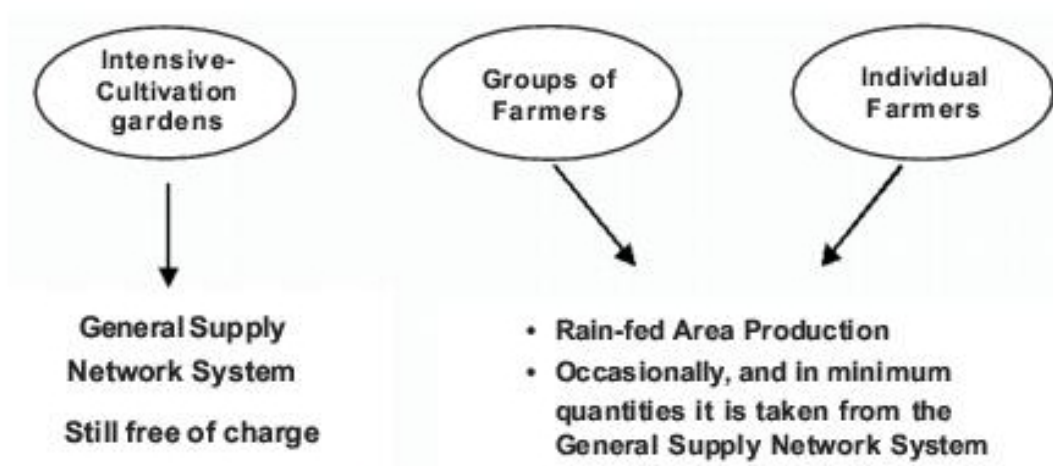 Intensive-
Cultivation
gardens
Groups of
Farmers
Individual
Farmers
General Supply
Network System
Still free of charge
• Rain-fed Area Production
• Occasionally, and in minimum
quantities it is taken from the
General Supply Network System